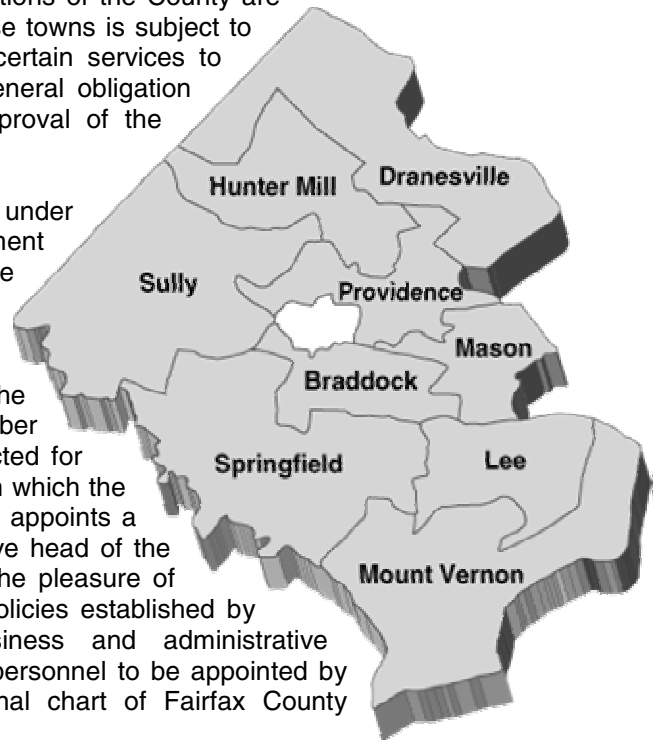 tions of the County are
se towns is subject to
certain services to
eneral obligation
proval of the
under
ment
e
he
ber
cted for
n which the
appoints a
ve head of the
he pleasure of
olicies established by
siness and administrative
personnel to be appointed by
nal chart of Fairfax County
Dranesville
Hunter Mill
Sully
Providence
Mason
Braddock
Springfield
Lee
Mount Vernon